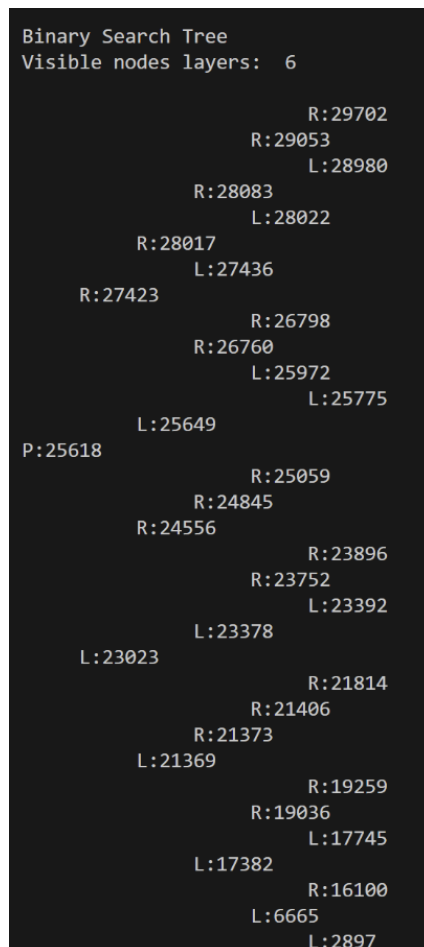 Binary Search Tree
Visible nodes layers:  6
R:29702
R:29053
L:28980
R:28083
L:28022
R:28017
L:27436
R:27423
R:26798
R:26760
L:25972
L:25775
L:25649
P:25618
R:25059
R:24845
R:24556
R:23896
R:23752
L:23392
L:23378
L:23023
R:21814
R:21406
R:21373
L:21369
R:19259
R:19036
L:17745
L:17382
R:16100
L:6665
L:2897